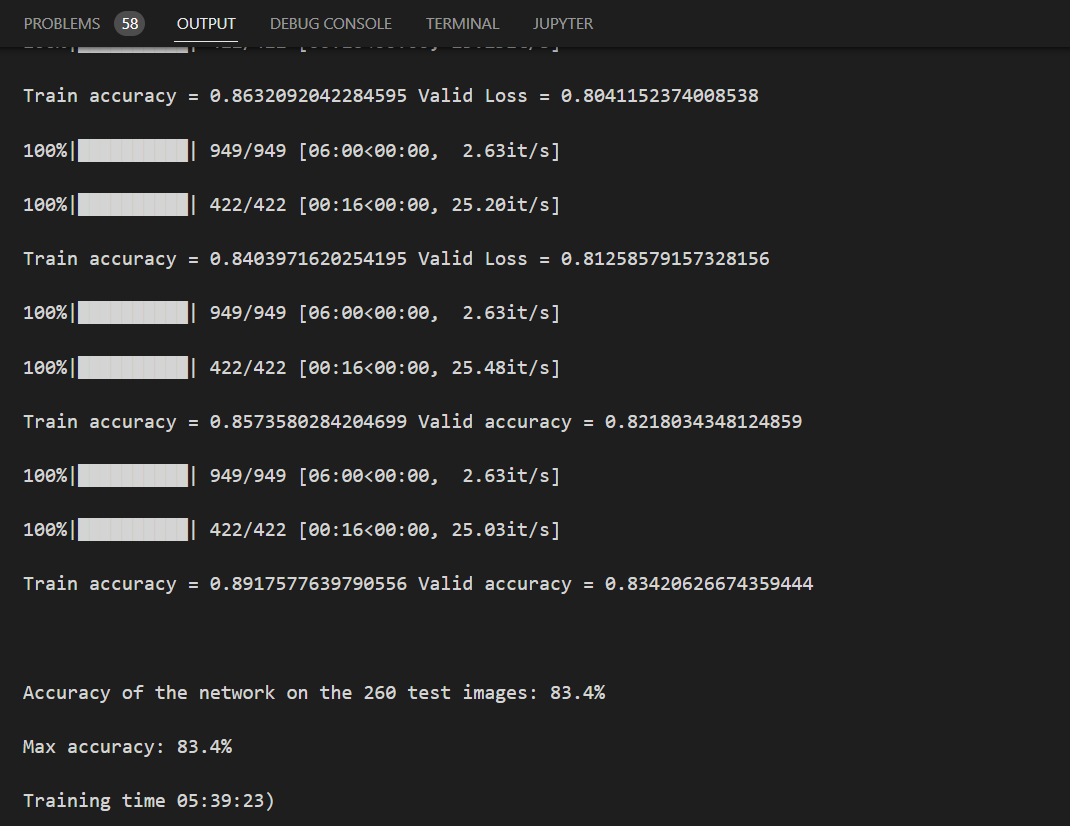 PROBLEMS 58 OUTPUT DEBUG CONSOLE TERMINAL JUPYTER
Train accuracy = 0.8632092042284595 Valid Loss = 0.8041152374008538
100%|██████████| 949/949 [06:00<00:00,  2.63it/s]
100%|██████████| 422/422 [00:16<00:00, 25.20it/s]
Train accuracy = 0.8403971620254195 Valid Loss = 0.81258579157328156
100%|██████████| 949/949 [06:00<00:00,  2.63it/s]
100%|██████████| 422/422 [00:16<00:00, 25.48it/s]
Train accuracy = 0.8573580284204699 Valid accuracy = 0.8218034348124859
100%|██████████| 949/949 [06:00<00:00,  2.63it/s]
100%|██████████| 422/422 [00:16<00:00, 25.03it/s]
Train accuracy = 0.8917577639790556 Valid accuracy = 0.83420626674359444
Accuracy of the network on the 260 test images: 83.4%
Max accuracy: 83.4%
Training time 05:39:23)